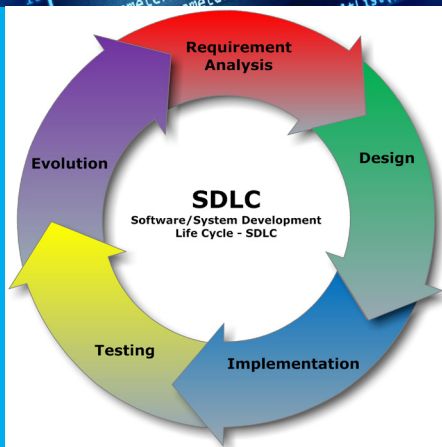 Requirement
Analysis
Design
Evolution
SDLC
Software/System Development
Life Cycle - SDLC
Testing
Implementation